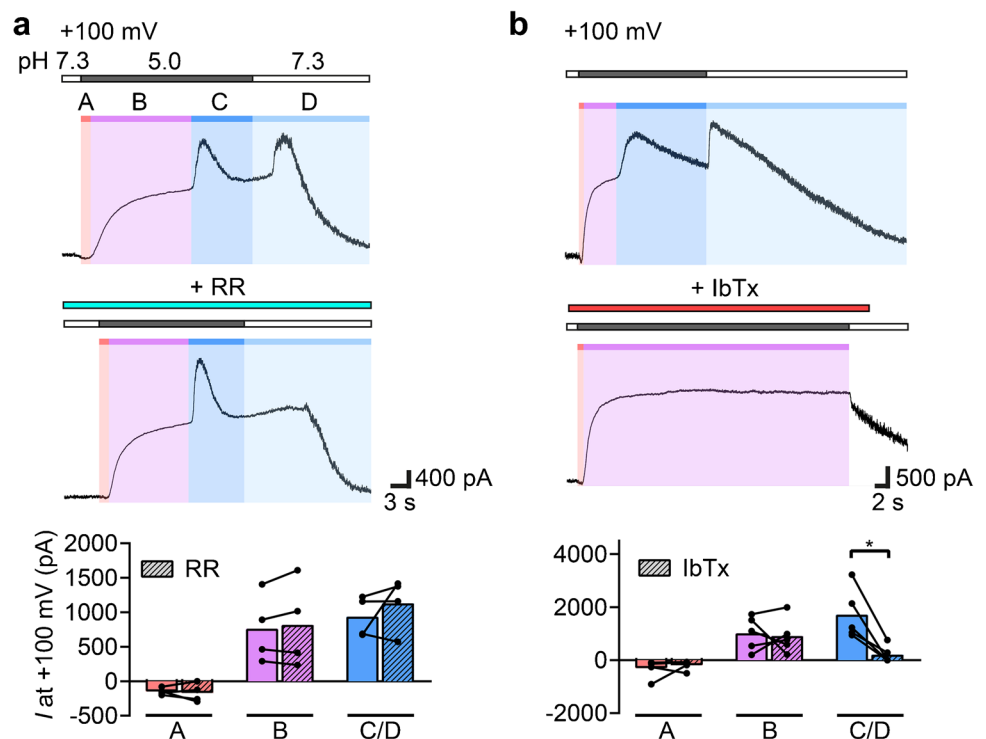 a
+100 mV
pH 7.3 5.0 7.3
A B C D
+ RR
400 pA
3 s
I at +100 mV (pA)
2000
1500
1000
500
0
-500
RR
A B C/D
b
+100 mV
+ IbTx
500 pA
2 s
4000
2000
0
-2000
IbTx
*
A B C/D